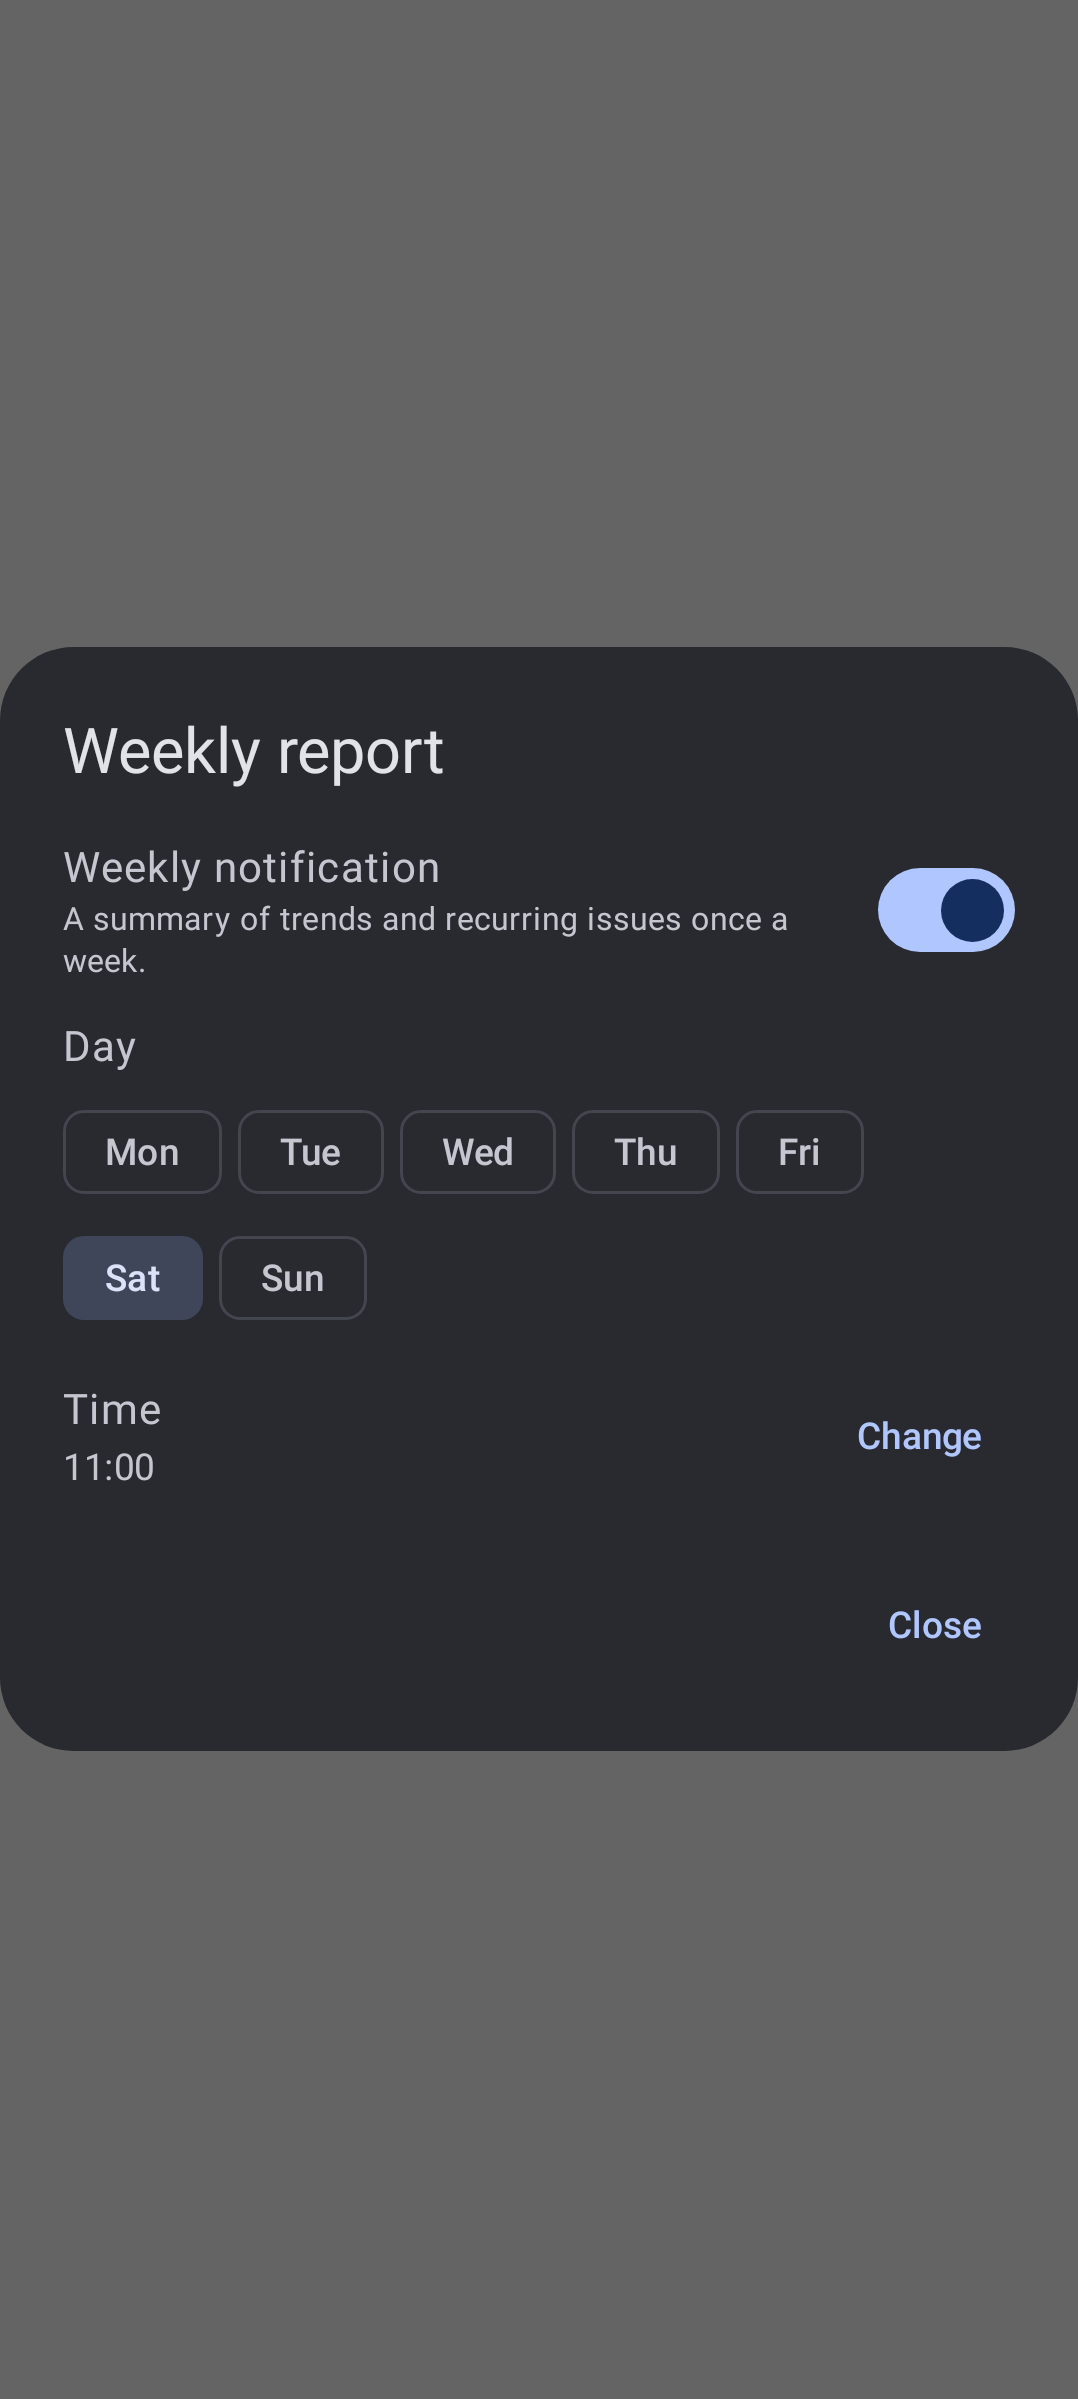 Weekly report
Weekly notification
A summary of trends and recurring issues once a
week.
Day
Mon Tue Wed Thu Fri
Sat Sun
Time
11:00
Change
Close